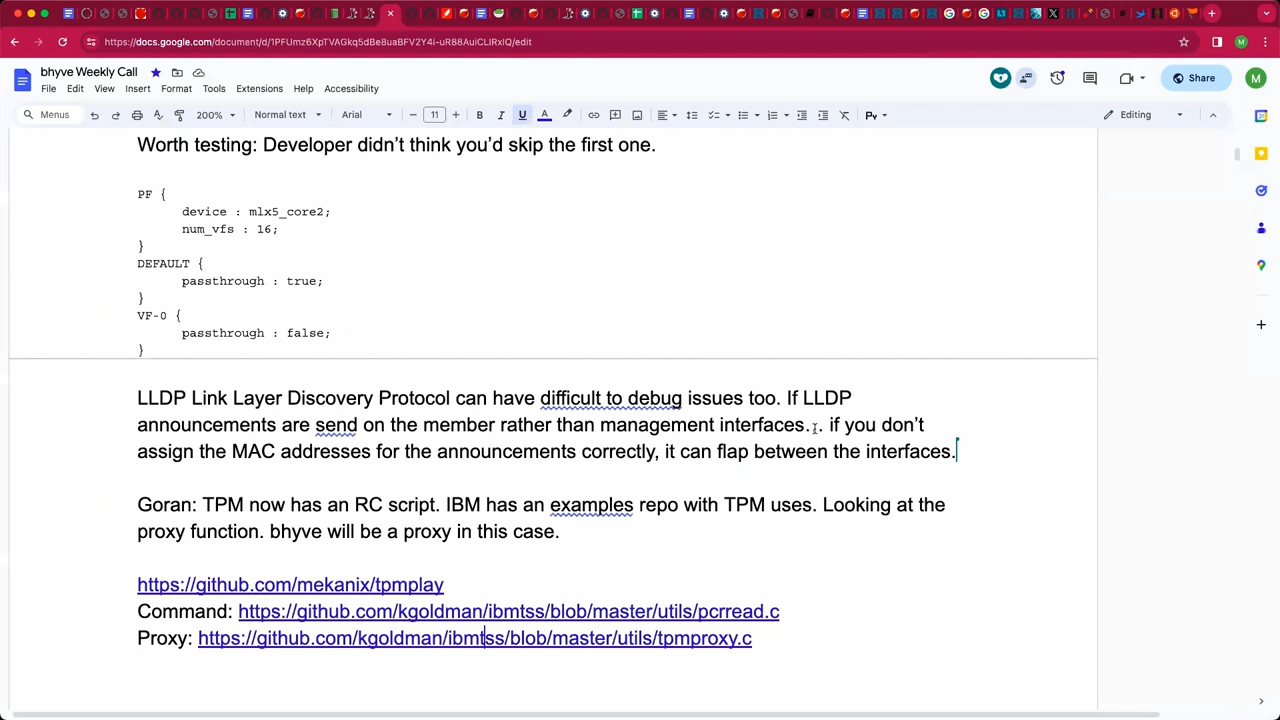 https://docs.google.com/document/d/1PFUmz6XpTVAGkq5dBe8uaBFV2Y4i-uR88AuiCLIRxIQ/edit
M
bhyve Weekly Call
File Edit View Insert Format Tools Extensions Help Accessibility
Share
M
Menus 200% Normal text Arial 11 B I U A Editing
Worth testing: Developer didn’t think you’d skip the first one.
PF {
device : mlx5_core2;
num_vfs : 16;
}
DEFAULT {
passthrough : true;
}
VF-0 {
passthrough : false;
}
LLDP Link Layer Discovery Protocol can have difficult to debug issues too. If LLDP
announcements are send on the member rather than management interfaces… if you don’t
assign the MAC addresses for the announcements correctly, it can flap between the interfaces.
Goran: TPM now has an RC script. IBM has an examples repo with TPM uses. Looking at the
proxy function. bhyve will be a proxy in this case.
https://github.com/mekanix/tpmplay
Command: https://github.com/kgoldman/ibmtss/blob/master/utils/pcrread.c
Proxy: https://github.com/kgoldman/ibmtss/blob/master/utils/tpmproxy.c